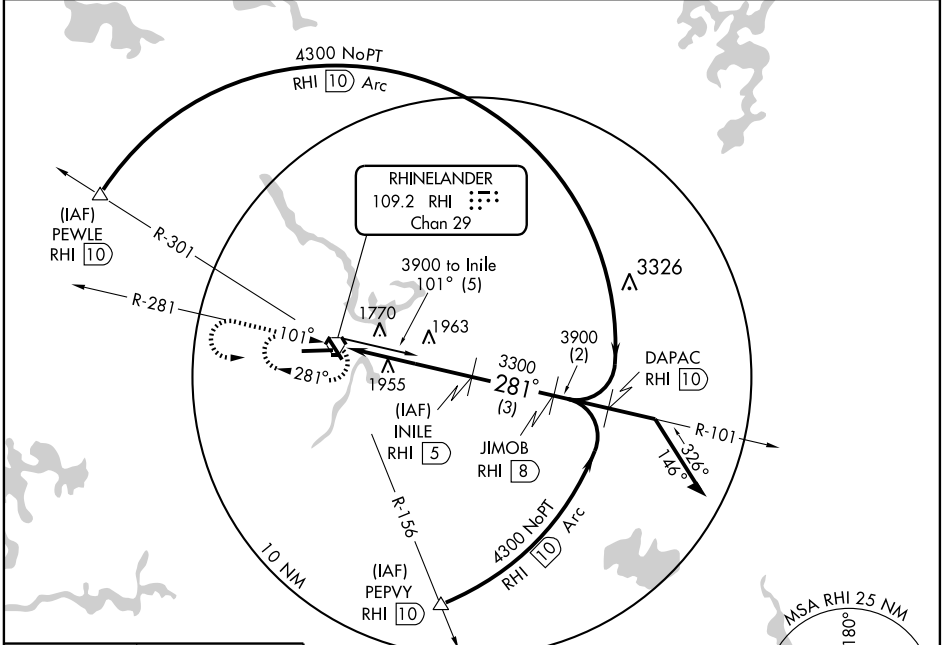 4300 NoPT
RHI 10 Arc
RHINELANDER
109.2 RHI
Chan 29
(IAF)
PEWLE
RHI 10
R-301
3900 to Inile
101° (5)
3326
R-281
101°
1770
1963
3900
(2)
DAPAC
RHI 10
281°
1955
3300
281°
(3)
(IAF)
INILE
RHI 5
JIMOB
RHI 8
R-101
326°
146°
R-156
4300 NoPT
RHI 10 Arc
10 NM
(IAF)
PEPVY
RHI 10
MSA RHI 25 NM
180°